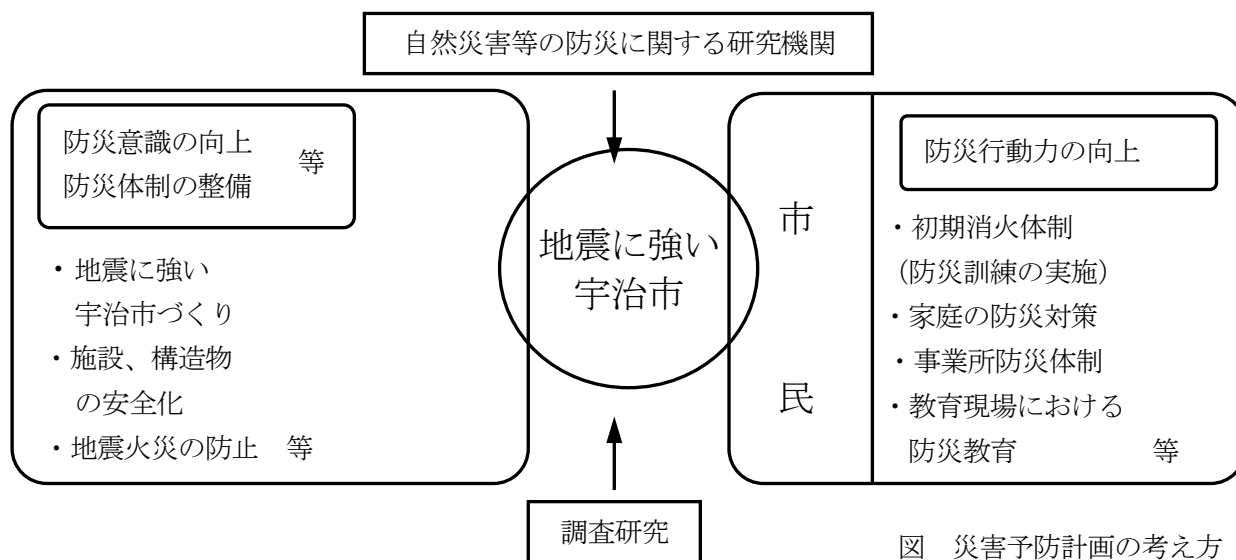 自然災害等の防災に関する研究機関
防災意識の向上
防災体制の整備
等
・地震に強い
宇治市づくり
・施設、構造物
の安全化
・地震火災の防止　等
地震に強い
宇治市
市
民
防災行動力の向上
・初期消火体制
（防災訓練の実施）
・家庭の防災対策
・事業所防災体制
・教育現場における
防災教育　等
調査研究
図　災害予防計画の考え方